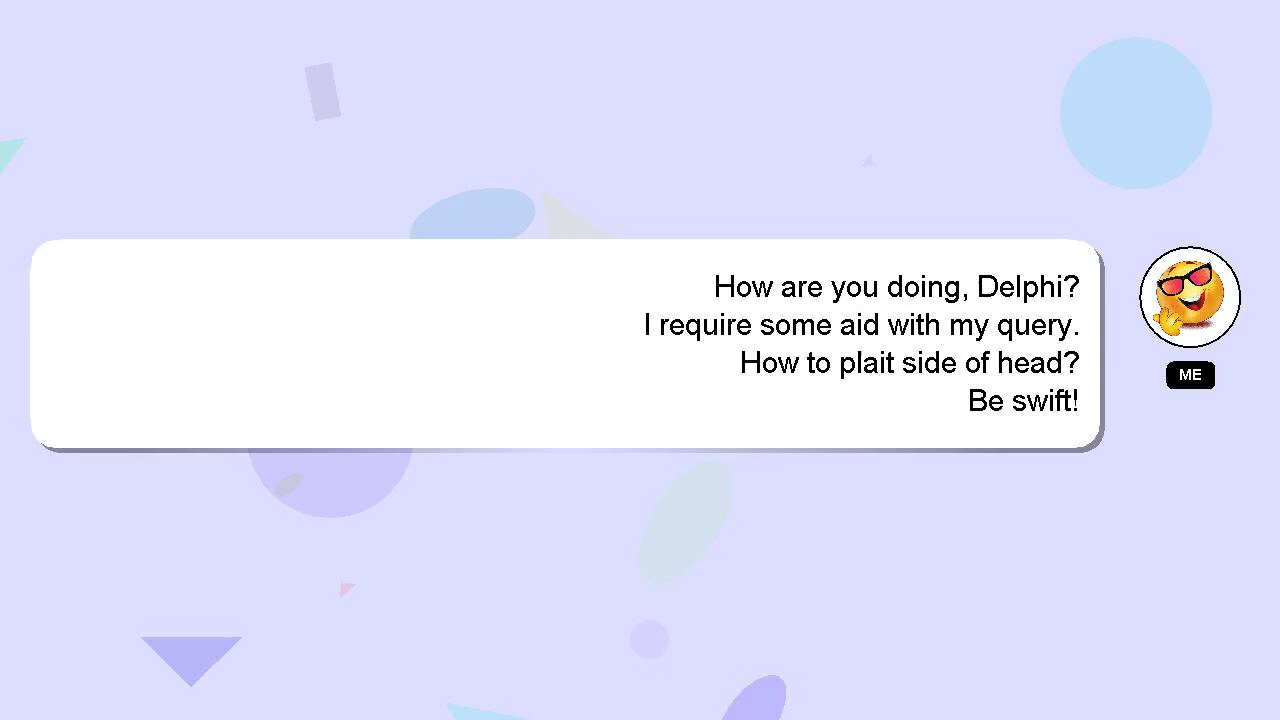 How are you doing, Delphi?
I require some aid with my query.
How to plait side of head?
Be swift!
ME